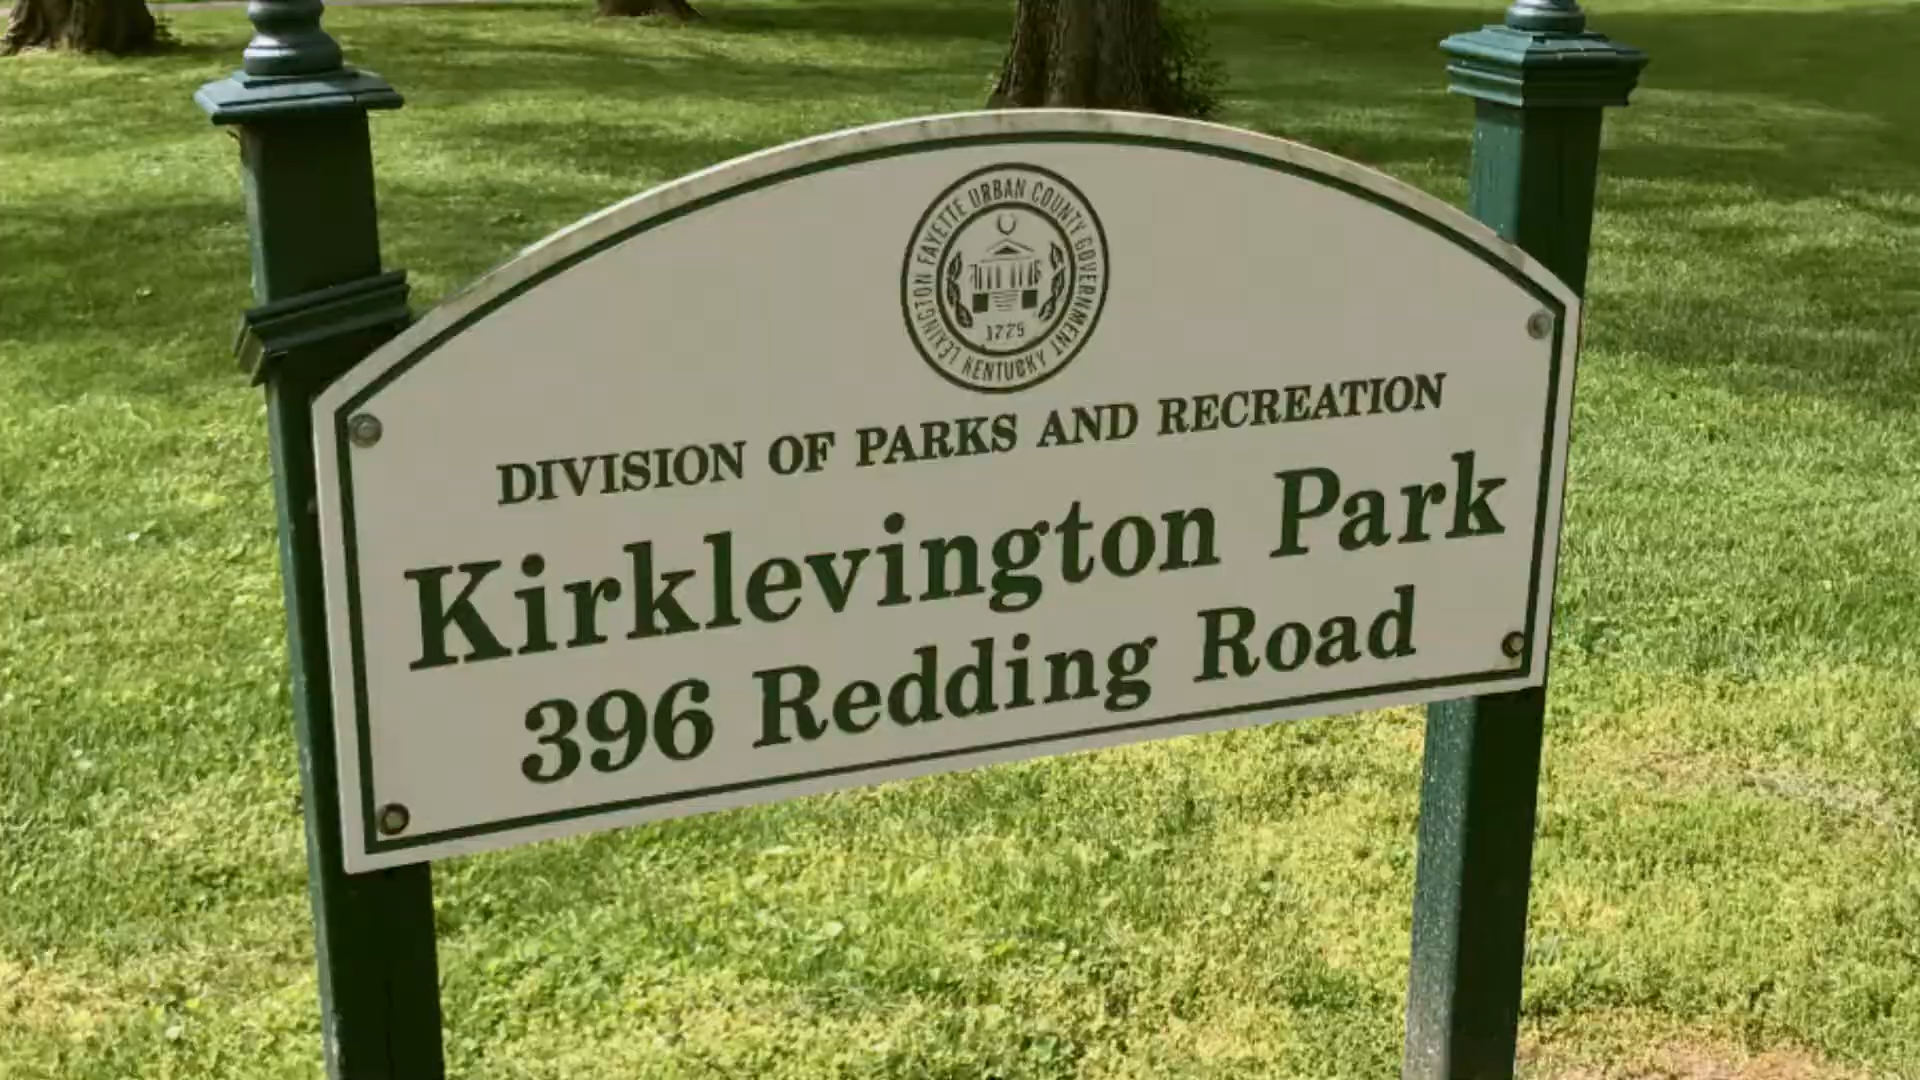 LEXINGTON FAYETTE URBAN COUNTY GOVERNMENT
KENTUCKY
1775
DIVISION OF PARKS AND RECREATION
Kirklevington Park
396 Redding Road